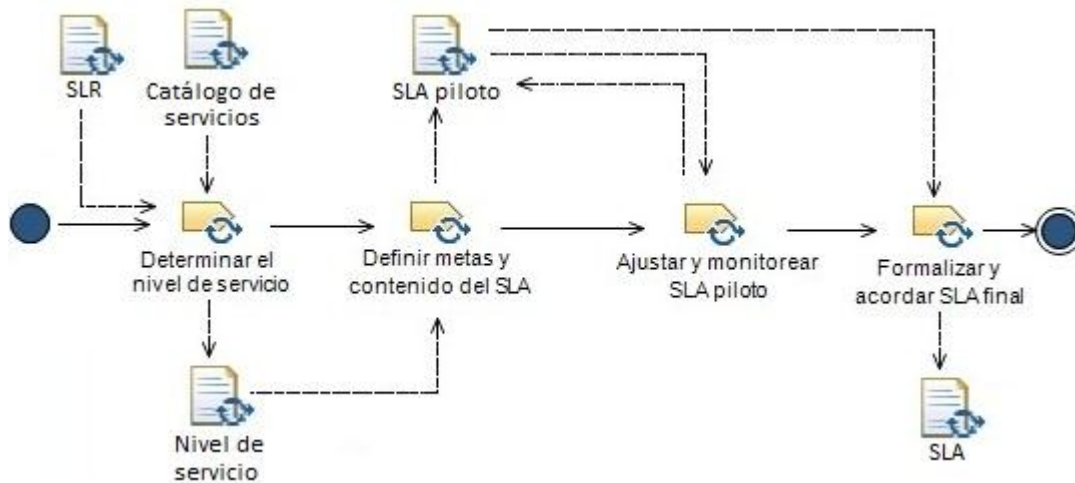 SLR
Catálogo de
servicios
SLA piloto
Determinar el
nivel de servicio
Definir metas y
contenido del SLA
Ajustar y monitorear
SLA piloto
Formalizar y
acordar SLA final
Nivel de
servicio
SLA